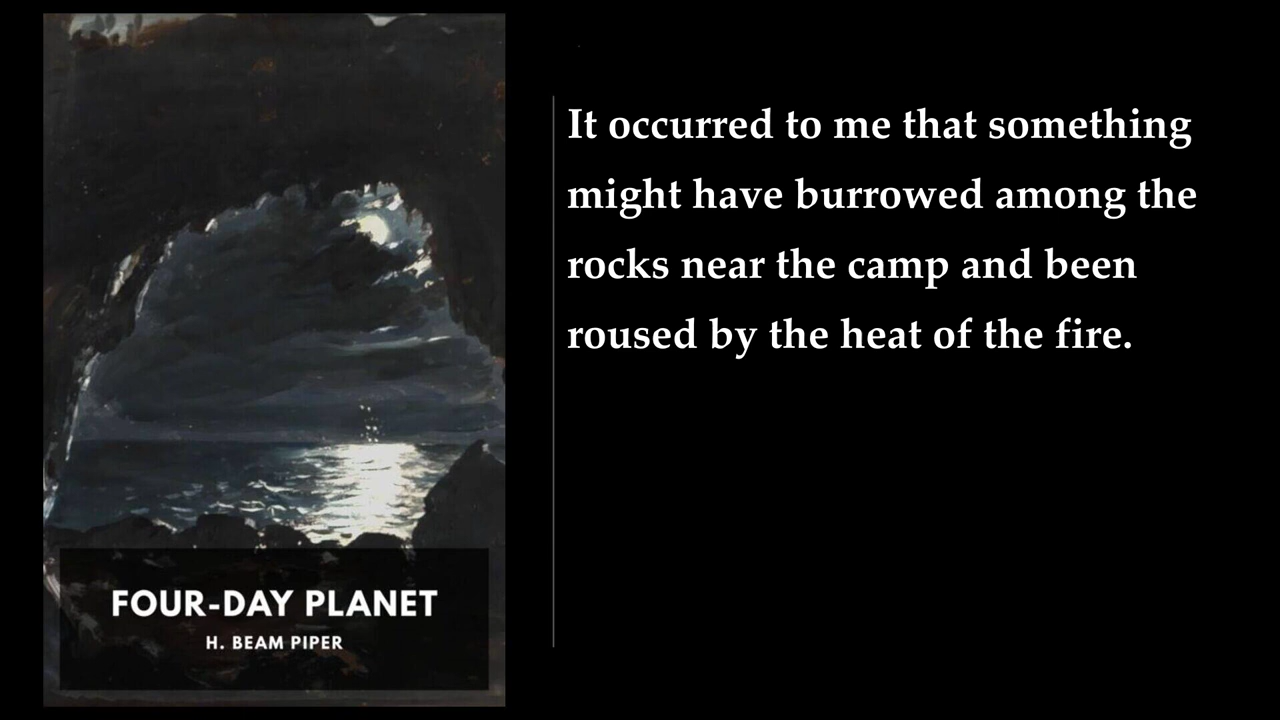 It occurred to me that something
might have burrowed among the
rocks near the camp and been
roused by the heat of the fire.
FOUR-DAY PLANET
H. BEAM PIPER